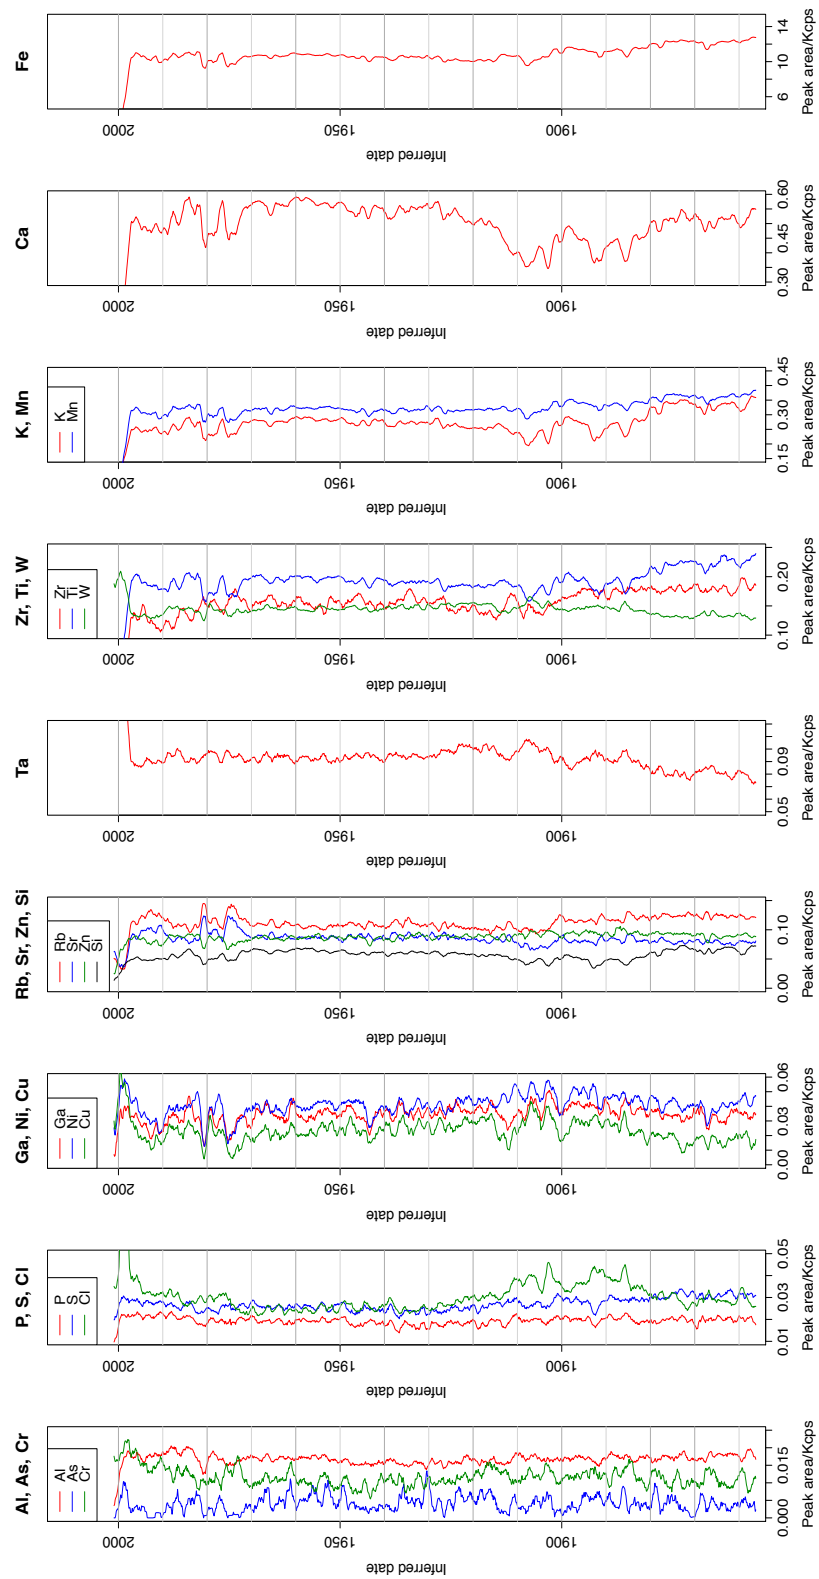 Al, As, Cr
Al
As
Cr
2000
1950
1900
Inferred date
0.000
0.015
Peak area/Kcps
P, S, Cl
P
S
Cl
2000
1950
1900
Inferred date
0.01
0.03
0.05
Peak area/Kcps
Ga, Ni, Cu
Ga
Ni
Cu
2000
1950
1900
Inferred date
0.00
0.03
0.06
Peak area/Kcps
Rb, Sr, Zn, Si
Rb
Sr
Zn
Si
2000
1950
1900
Inferred date
0.00
0.10
Peak area/Kcps
Ta
2000
1950
1900
Inferred date
0.05
0.09
Peak area/Kcps
Zr, Ti, W
Zr
Ti
W
2000
1950
1900
Inferred date
0.10
0.20
Peak area/Kcps
K, Mn
K
Mn
2000
1950
1900
Inferred date
0.15
0.30
0.45
Peak area/Kcps
Ca
2000
1950
1900
Inferred date
0.30
0.45
0.60
Peak area/Kcps
Fe
2000
1950
1900
Inferred date
6
10
14
Peak area/Kcps